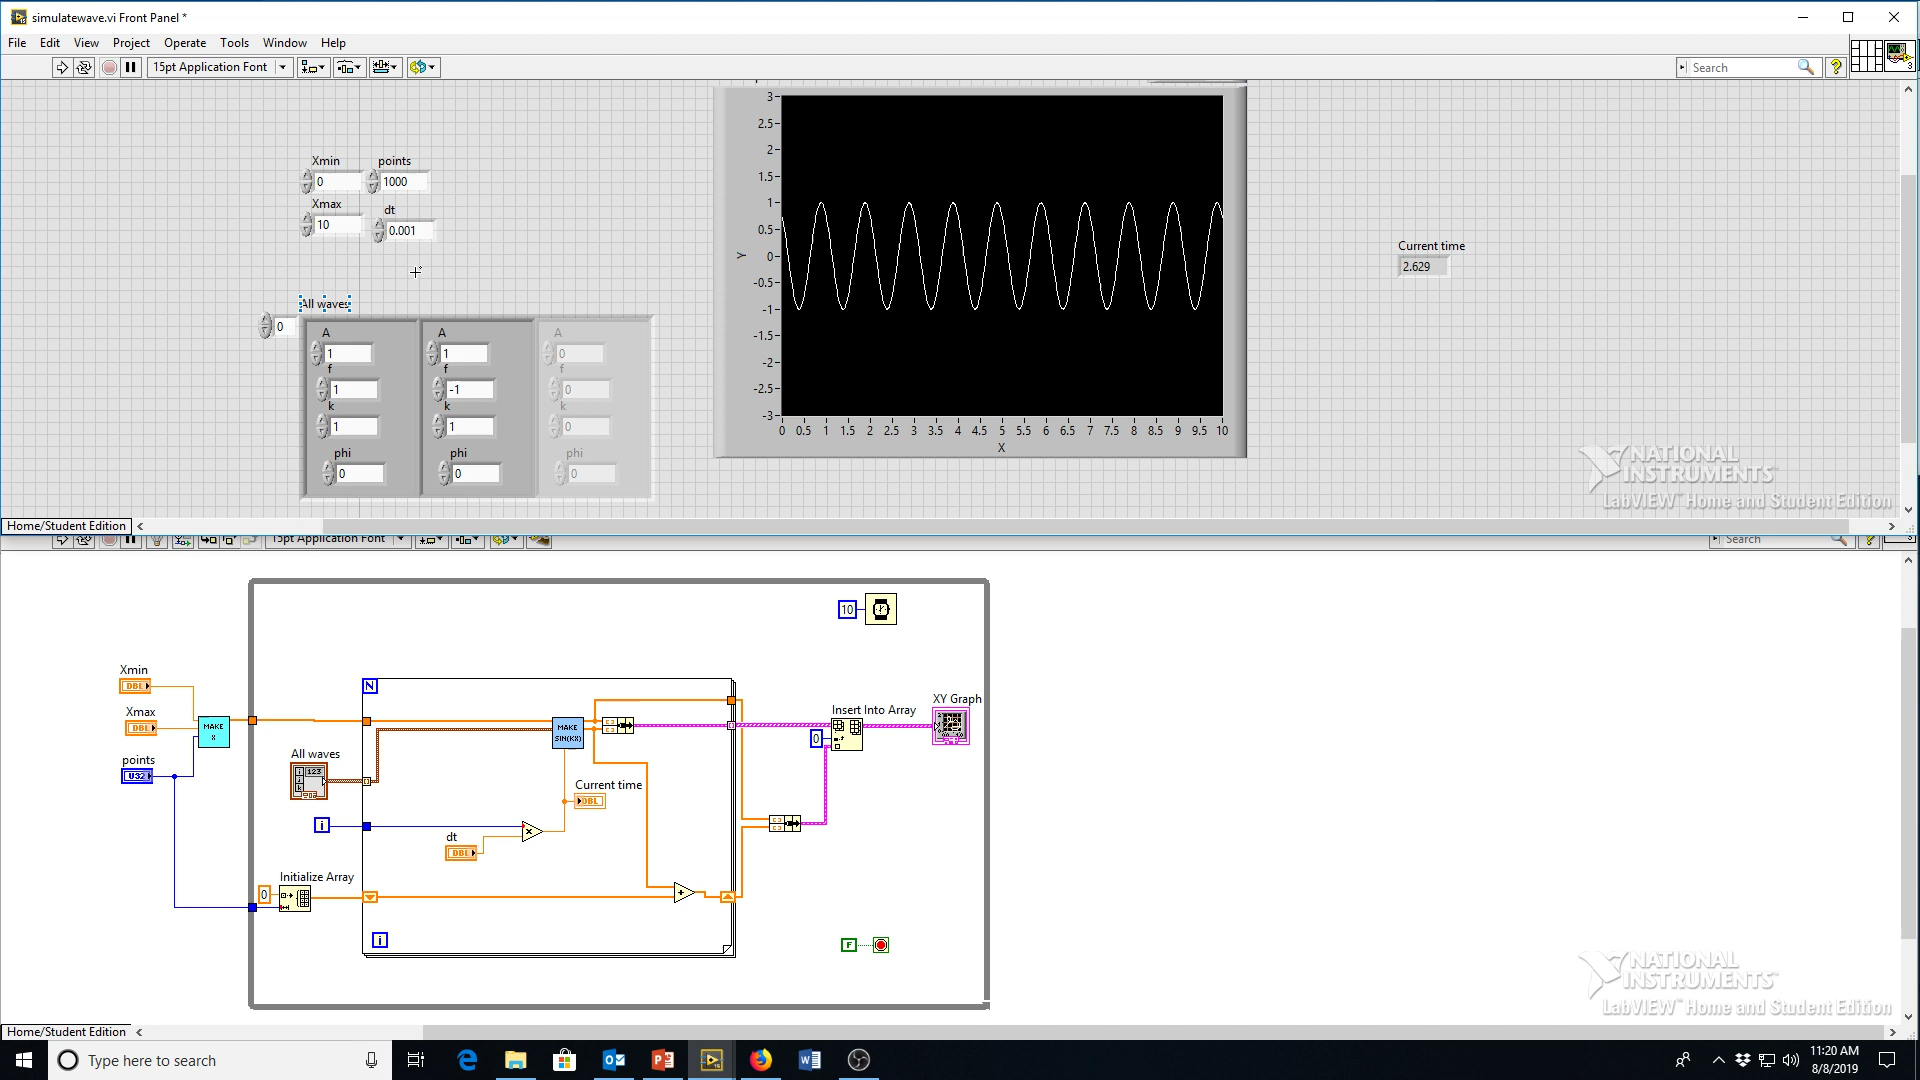 simulatewave.vi Front Panel *
File Edit View Project Operate Tools Window Help
15pt Application Font
Search
?
3
Xmin points
0 1000
Xmax dt
10 0.001
All waves
0
A A A
1 1 0
f f f
1 -1 0
k k k
1 1 0
phi phi phi
0 0 0
3
2.5
2
1.5
1
0.5
0
-0.5
-1
-1.5
-2
-2.5
-3
Y
0 0.5 1 1.5 2 2.5 3 3.5 4 4.5 5 5.5 6 6.5 7 7.5 8 8.5 9 9.5 10
X
Current time
2.629
NATIONAL
INSTRUMENTS™
LabVIEW™ Home and Student Edition
Home/Student Edition
15pt Application Font
Search
?
10
Xmin
DBL
Xmax
DBL
points
U32
MAKE
X
N
All waves
123
i
Initialize Array
0
dt
DBL
MAKE
SIN(KX)
Current time
DBL
i
Insert Into Array
0
XY Graph
F
NATIONAL
INSTRUMENTS™
LabVIEW™ Home and Student Edition
Home/Student Edition
Type here to search
11:20 AM
8/8/2019